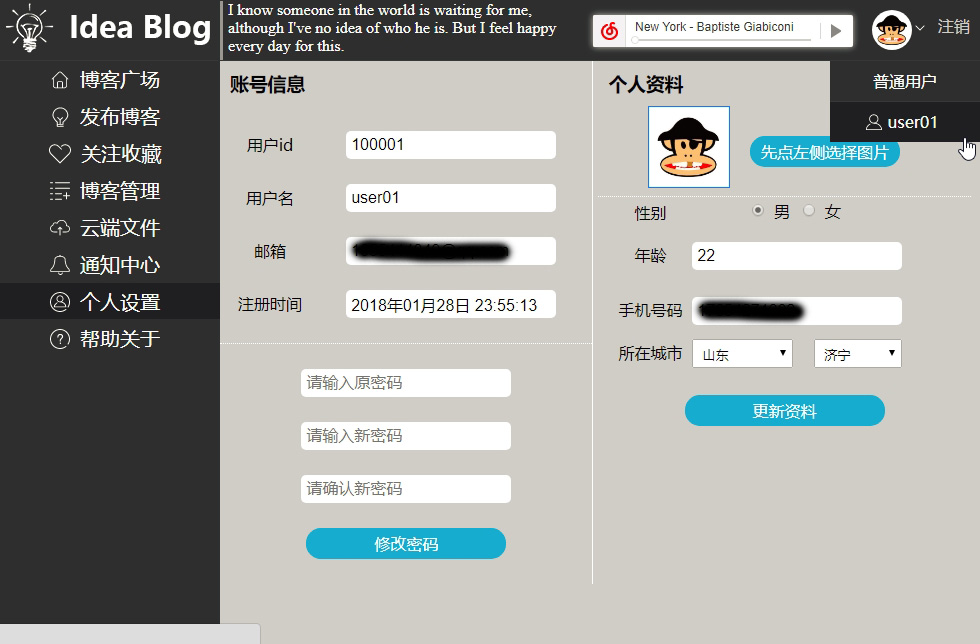 Idea Blog
I know someone in the world is waiting for me,
although I've no idea of who he is. But I feel happy
every day for this.
New York - Baptiste Giabiconi
注销
普通用户
user01
博客广场
发布博客
关注收藏
博客管理
云端文件
通知中心
个人设置
帮助关于
账号信息
用户id 100001
用户名 user01
邮箱
注册时间 2018年01月28日 23:55:13
请输入原密码
请输入新密码
请确认新密码
修改密码
个人资料
先点左侧选择图片
性别 男 女
年龄 22
手机号码
所在城市 山东 济宁
更新资料